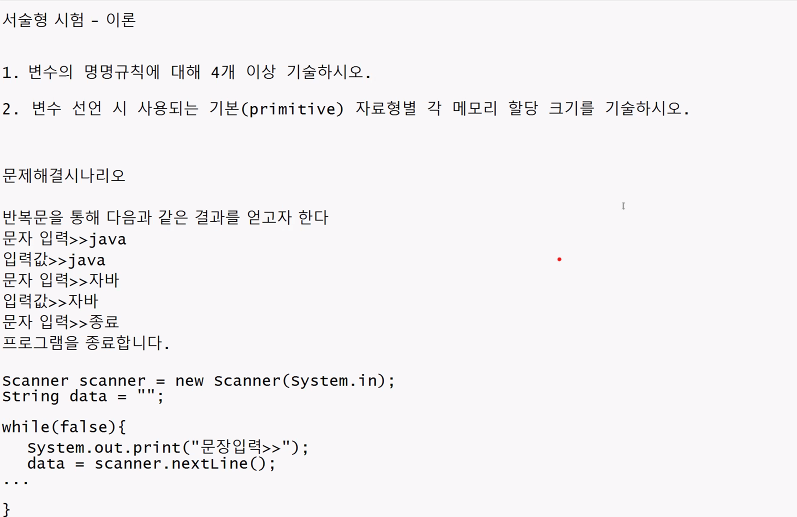 서술형 시험 - 이론
1. 변수의 명명규칙에 대해 4개 이상 기술하시오.
2. 변수 선언 시 사용되는 기본(primitive) 자료형별 각 메모리 할당 크기를 기술하시오.
문제해결시나리오
반복문을 통해 다음과 같은 결과를 얻고자 한다
문자 입력>>java
입력값>>java
문자 입력>>자바
입력값>>자바
문자 입력>>종료
프로그램을 종료합니다.
Scanner scanner = new Scanner(System.in);
String data = "";
while(false){
System.out.print("문장입력>>");
data = scanner.nextLine();
...
}